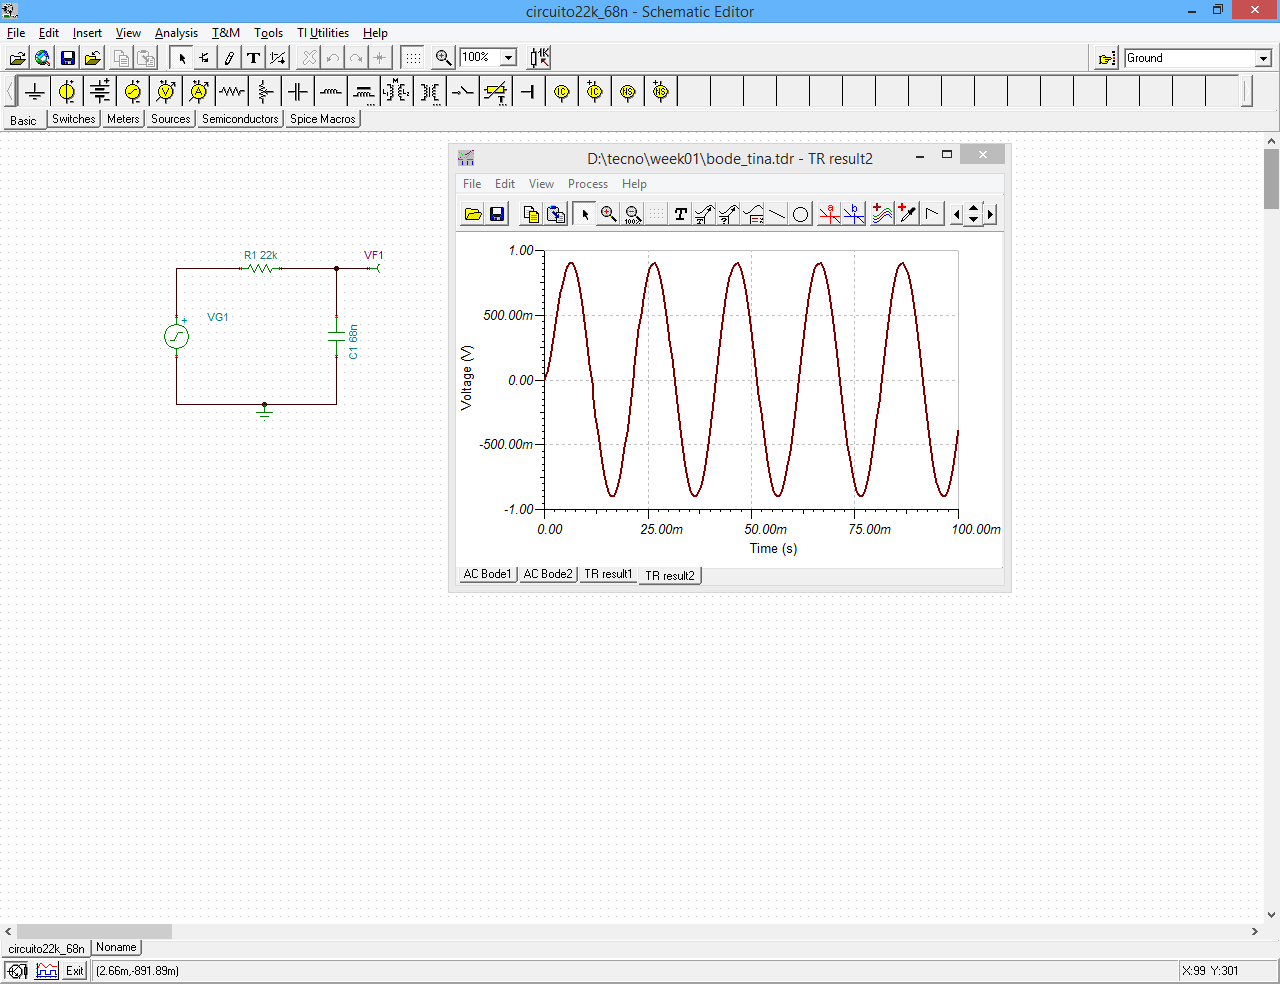 circuito22k_68n - Schematic Editor
File Edit Insert View Analysis T&M Tools TI Utilities Help
100% Ground
Basic Switches Meters Sources Semiconductors Spice Macros
D:\tecno\week01\bode_tina.tdr - TR result2
File Edit View Process Help
R1 22k
VF1
VG1
C1 68n
1.00
500.00m
0.00
-500.00m
-1.00
Voltage (V)
0.00 25.00m 50.00m 75.00m 100.00m
Time (s)
AC Bode1 AC Bode2 TR result1 TR result2
circuito22k_68n Noname
Exit (2.66m,-891.89m) X:99 Y:301